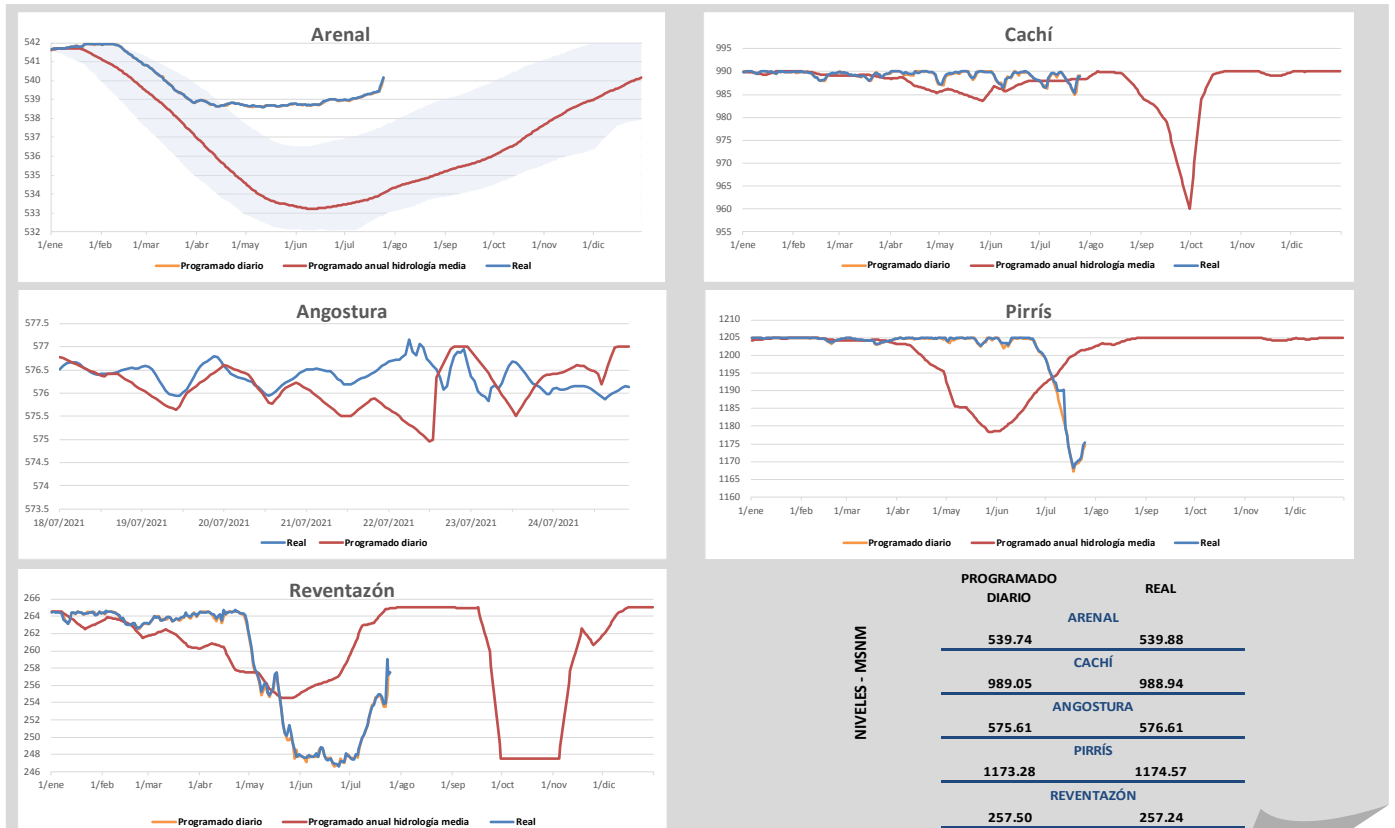 Arenal
542
541
540
539
537
536
535
534
533
532
1/ene 1/feb 1/mar 1/abr 1/may 1/jun 1/jul 1/ago 1/sep 1/oct 1/nov 1/dic
Programado diario Programado anual hidrología media Real
Cachí
995
990
985
980
975
970
965
960
955
1/ene 1/feb 1/mar 1/abr 1/may 1/jun 1/jul 1/ago 1/sep 1/oct 1/nov 1/dic
Programado diario Programado anual hidrología media Real
Angostura
577.5
577
576.5
576
575.5
575
574.5
574
573.5
18/07/2021 19/07/2021 20/07/2021 21/07/2021 22/07/2021 23/07/2021 24/07/2021
Real Programado diario
Pirrís
1210
1205
1200
1195
1190
1185
1180
1175
1170
1165
1160
1/ene 1/feb 1/mar 1/abr 1/may 1/jun 1/jul 1/ago 1/sep 1/oct 1/nov 1/dic
Programado diario Programado anual hidrología media Real
Reventazón
266
264
262
260
258
256
254
252
250
248
246
1/ene 1/feb 1/mar 1/abr 1/may 1/jun 1/jul 1/ago 1/sep 1/oct 1/nov 1/dic
Programado diario Programado anual hidrología media Real
NIVELES - MSNM
PROGRAMADO
DIARIO REAL
ARENAL
539.74 539.88
CACHÍ
989.05 988.94
ANGOSTURA
575.61 576.61
PIRRÍS
1173.28 1174.57
REVENTAZÓN
257.50 257.24